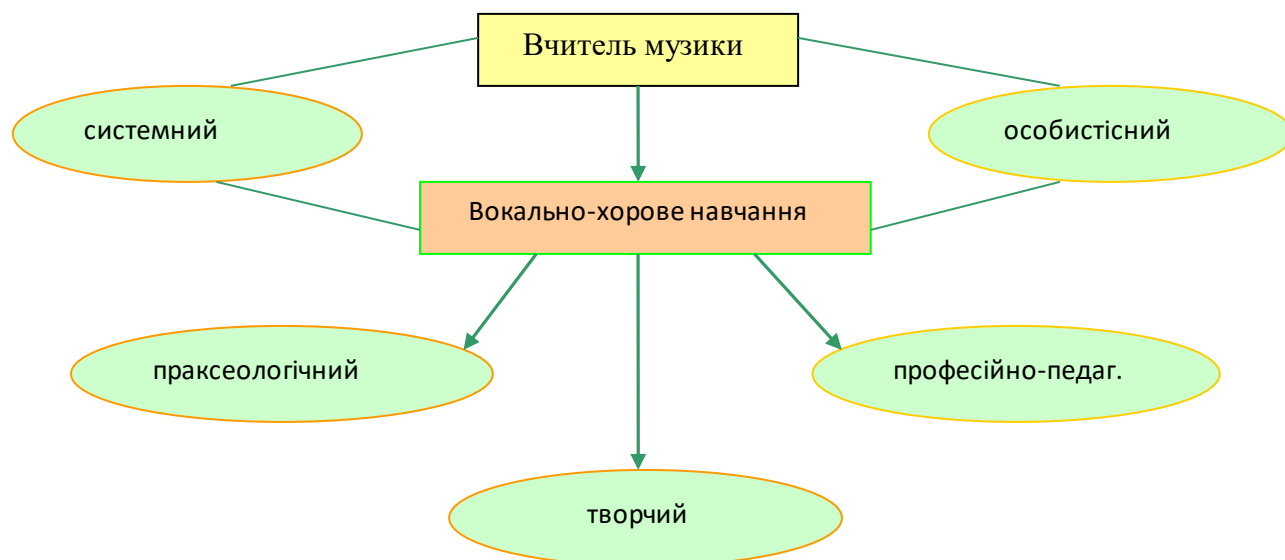 Вчитель музики
системний
особистісний
Вокально-хорове навчання
праксеологічний
професійно-педаг.
творчий